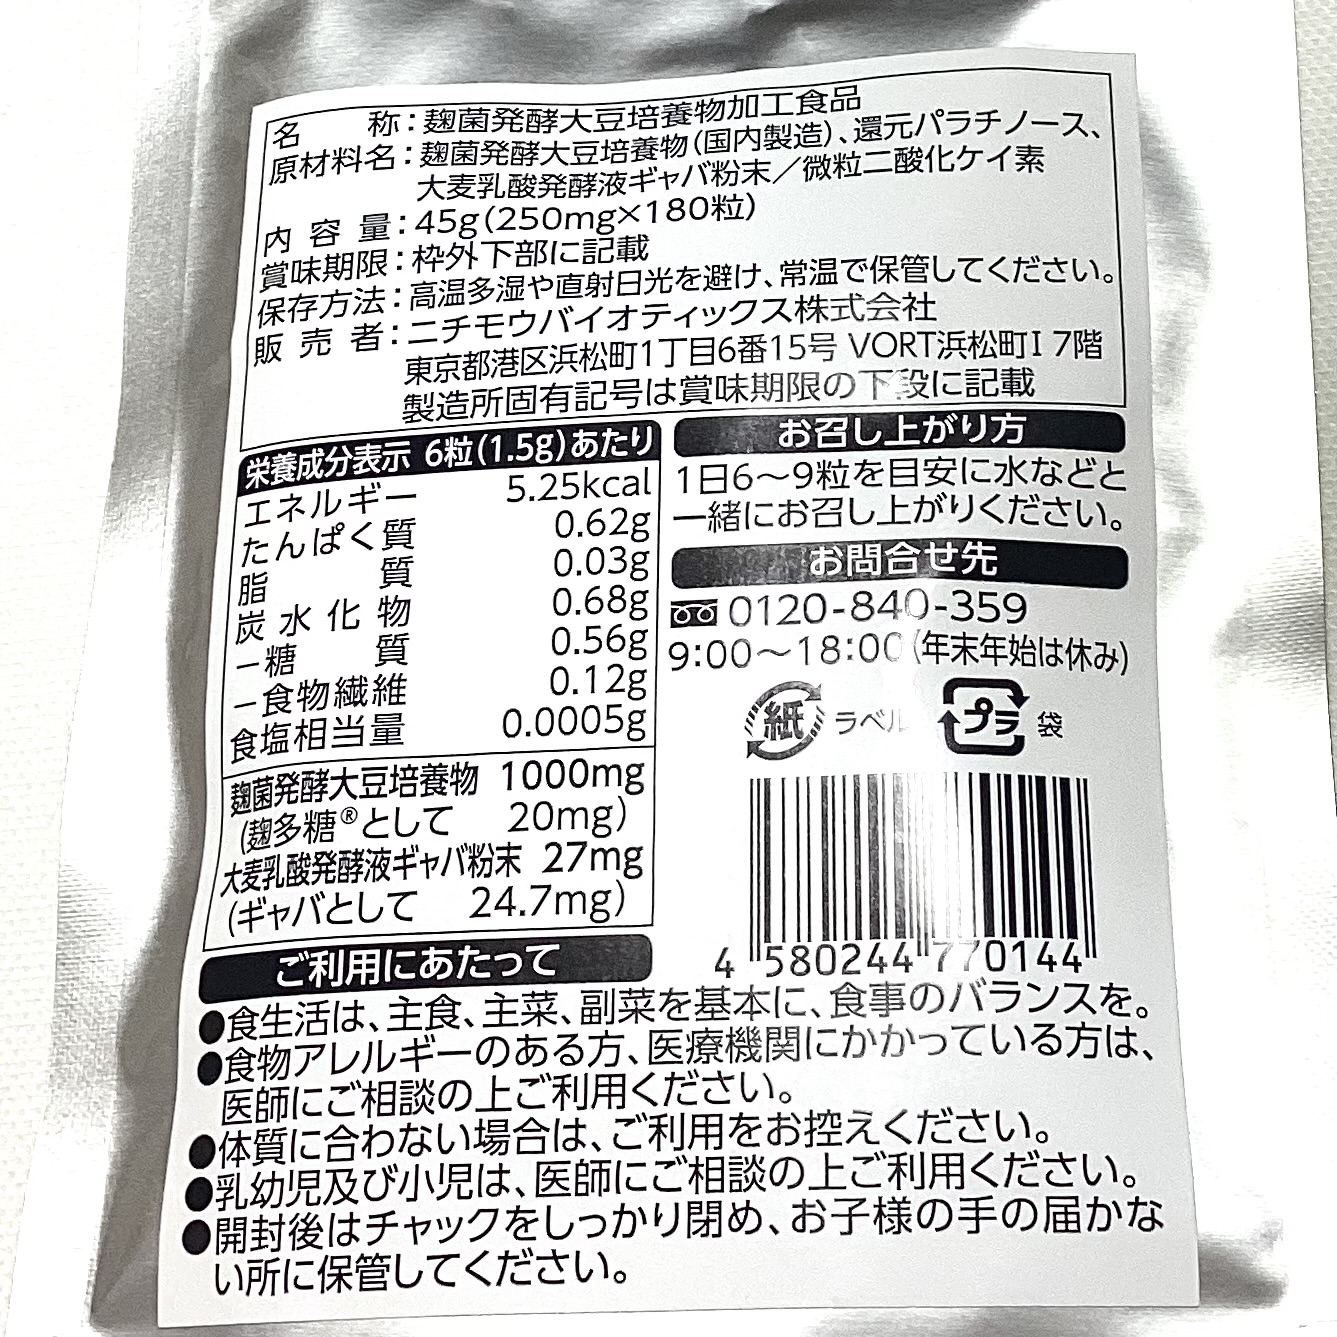 名称:麹菌発酵大豆培養物加工食品
原材料名:麹菌発酵大豆培養物(国内製造)、還元パラチノース、
大麦乳酸発酵液ギャバ粉末/微粒二酸化ケイ素
内容量:45g(250mg×180粒)
賞味期限:枠外下部に記載
保存方法:高温多湿や直射日光を避け、常温で保管してください。
販売者:ニチモウバイオティックス株式会社
東京都港区浜松町1丁目6番15号 VORT浜松町I 7階
製造所固有記号は賞味期限の下段に記載
栄養成分表示 6粒(1.5g)あたり
エネルギー 5.25kcal
たんぱく質 0.62g
脂質 0.03g
炭水化物 0.68g
−糖質 0.56g
−食物繊維 0.12g
食塩相当量 0.0005g
麹菌発酵大豆培養物 1000mg
(麹多糖®として 20mg)
大麦乳酸発酵液ギャバ粉末 27mg
(ギャバとして 24.7mg)
お召し上がり方
1日6〜9粒を目安に水などと
一緒にお召し上がりください。
お問合せ先
0120-840-359
9:00〜18:00(年末年始は休み)
紙 ラベル プラ 袋
4 580244 770144
ご利用にあたって
●食生活は、主食、主菜、副菜を基本に、食事のバランスを。
●食物アレルギーのある方、医療機関にかかっている方は、
医師にご相談の上ご利用ください。
●体質に合わない場合は、ご利用をお控えください。
●乳幼児及び小児は、医師にご相談の上ご利用ください。
●開封後はチャックをしっかり閉め、お子様の手の届かな
い所に保管してください。